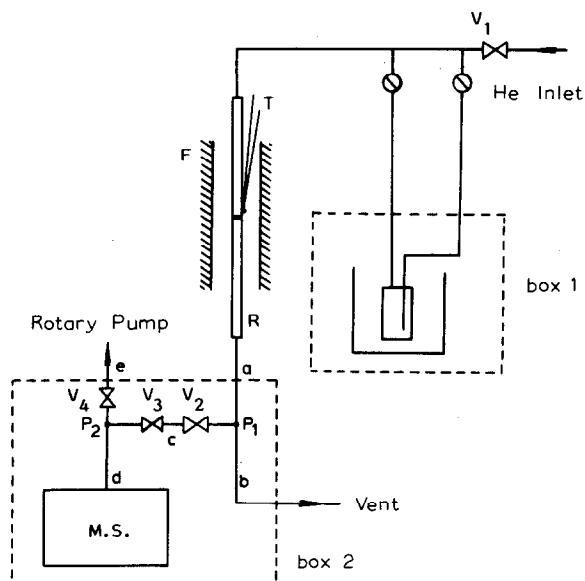 V1
He Inlet
T
F
box 1
R
Rotary Pump
e
a
V4
V3
V2
P2
c
P1
d
b
Vent
M.S.
box 2